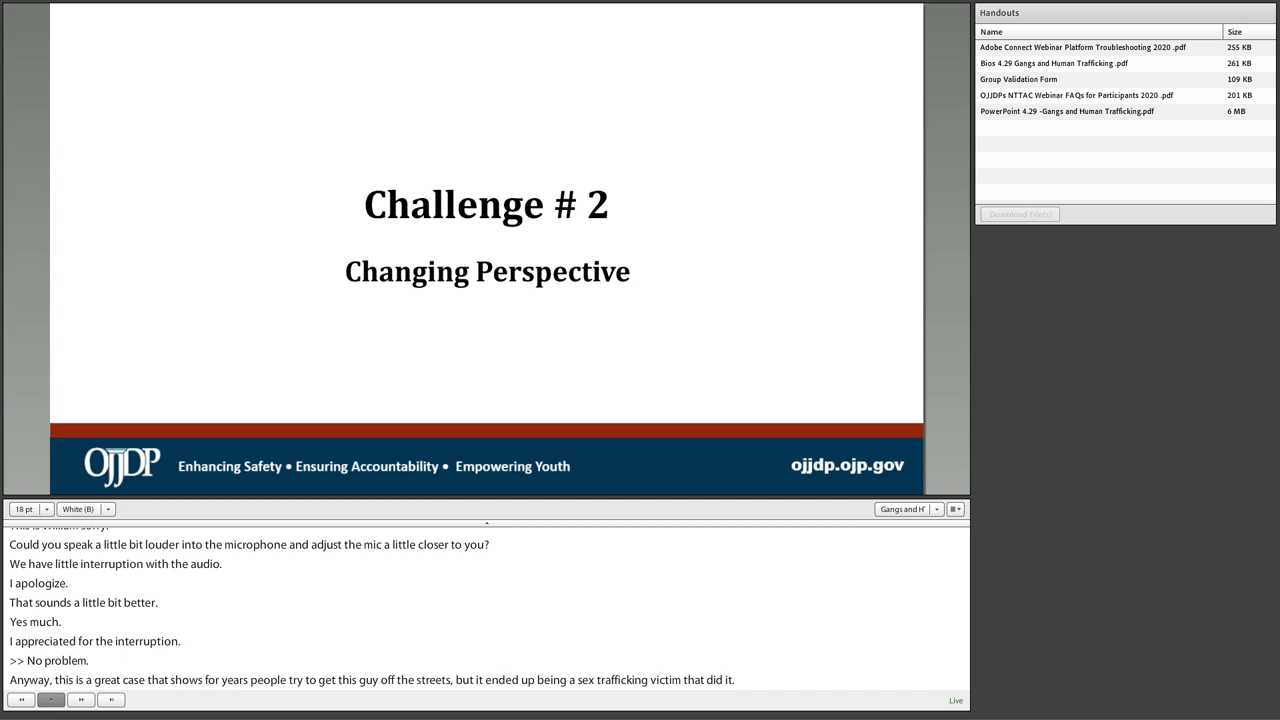 Challenge # 2
Changing Perspective
OJJDP
Enhancing Safety • Ensuring Accountability • Empowering Youth
ojjdp.ojp.gov
Handouts
Name
Size
Adobe Connect Webinar Platform Troubleshooting 2020 .pdf
255 KB
Bios 4.29 Gangs and Human Trafficking .pdf
261 KB
Group Validation Form
109 KB
OJJDPs NTTAC Webinar FAQs for Participants 2020 .pdf
201 KB
PowerPoint 4.29 -Gangs and Human Trafficking.pdf
6 MB
Download File(s)
18 pt
White (B)
Gangs and H'
This is William sorry.
Could you speak a little bit louder into the microphone and adjust the mic a little closer to you?
We have little interruption with the audio.
I apologize.
That sounds a little bit better.
Yes much.
I appreciated for the interruption.
>> No problem.
Anyway, this is a great case that shows for years people try to get this guy off the streets, but it ended up being a sex trafficking victim that did it.
Live